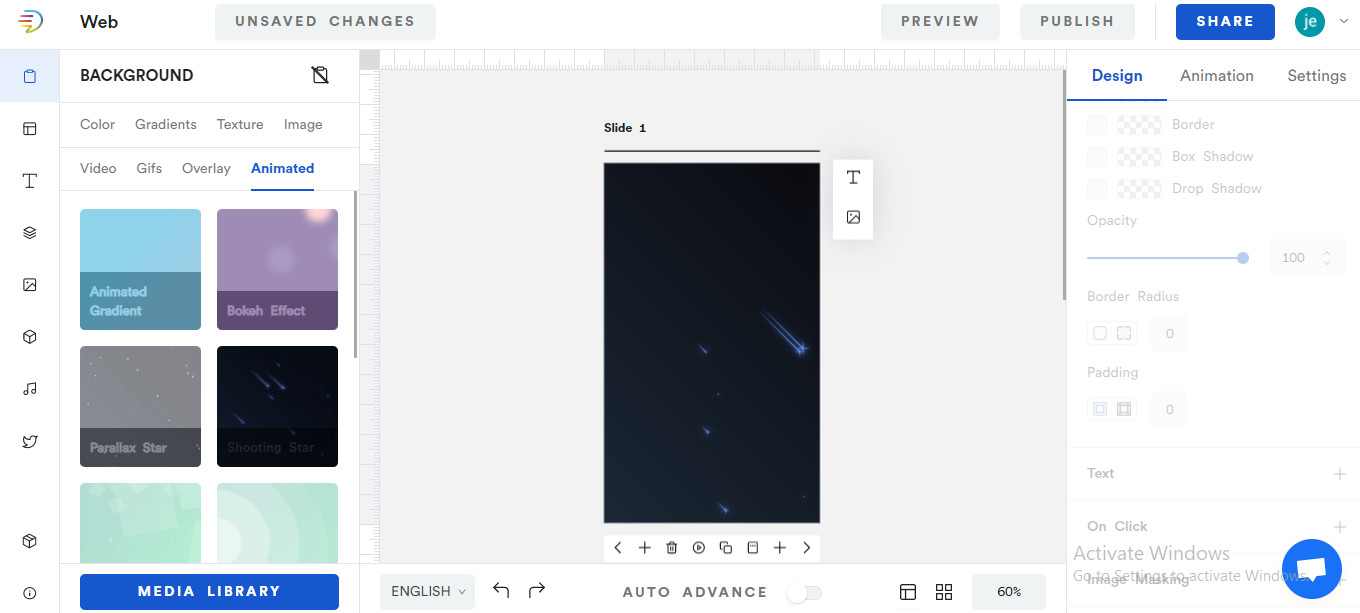 Web
UNSAVED CHANGES
PREVIEW
PUBLISH
SHARE
je
BACKGROUND
Color
Gradients
Texture
Image
Video
Gifs
Overlay
Animated
Animated
Gradient
Bokeh Effect
Parallax Star
Shooting Star
MEDIA LIBRARY
Slide 1
ENGLISH
AUTO ADVANCE
60%
Design
Animation
Settings
Border
Box Shadow
Drop Shadow
Opacity
100
Border Radius
0
Padding
0
Text
On Click
Activate Windows
Go to Settings to activate Windows.
Image Masking